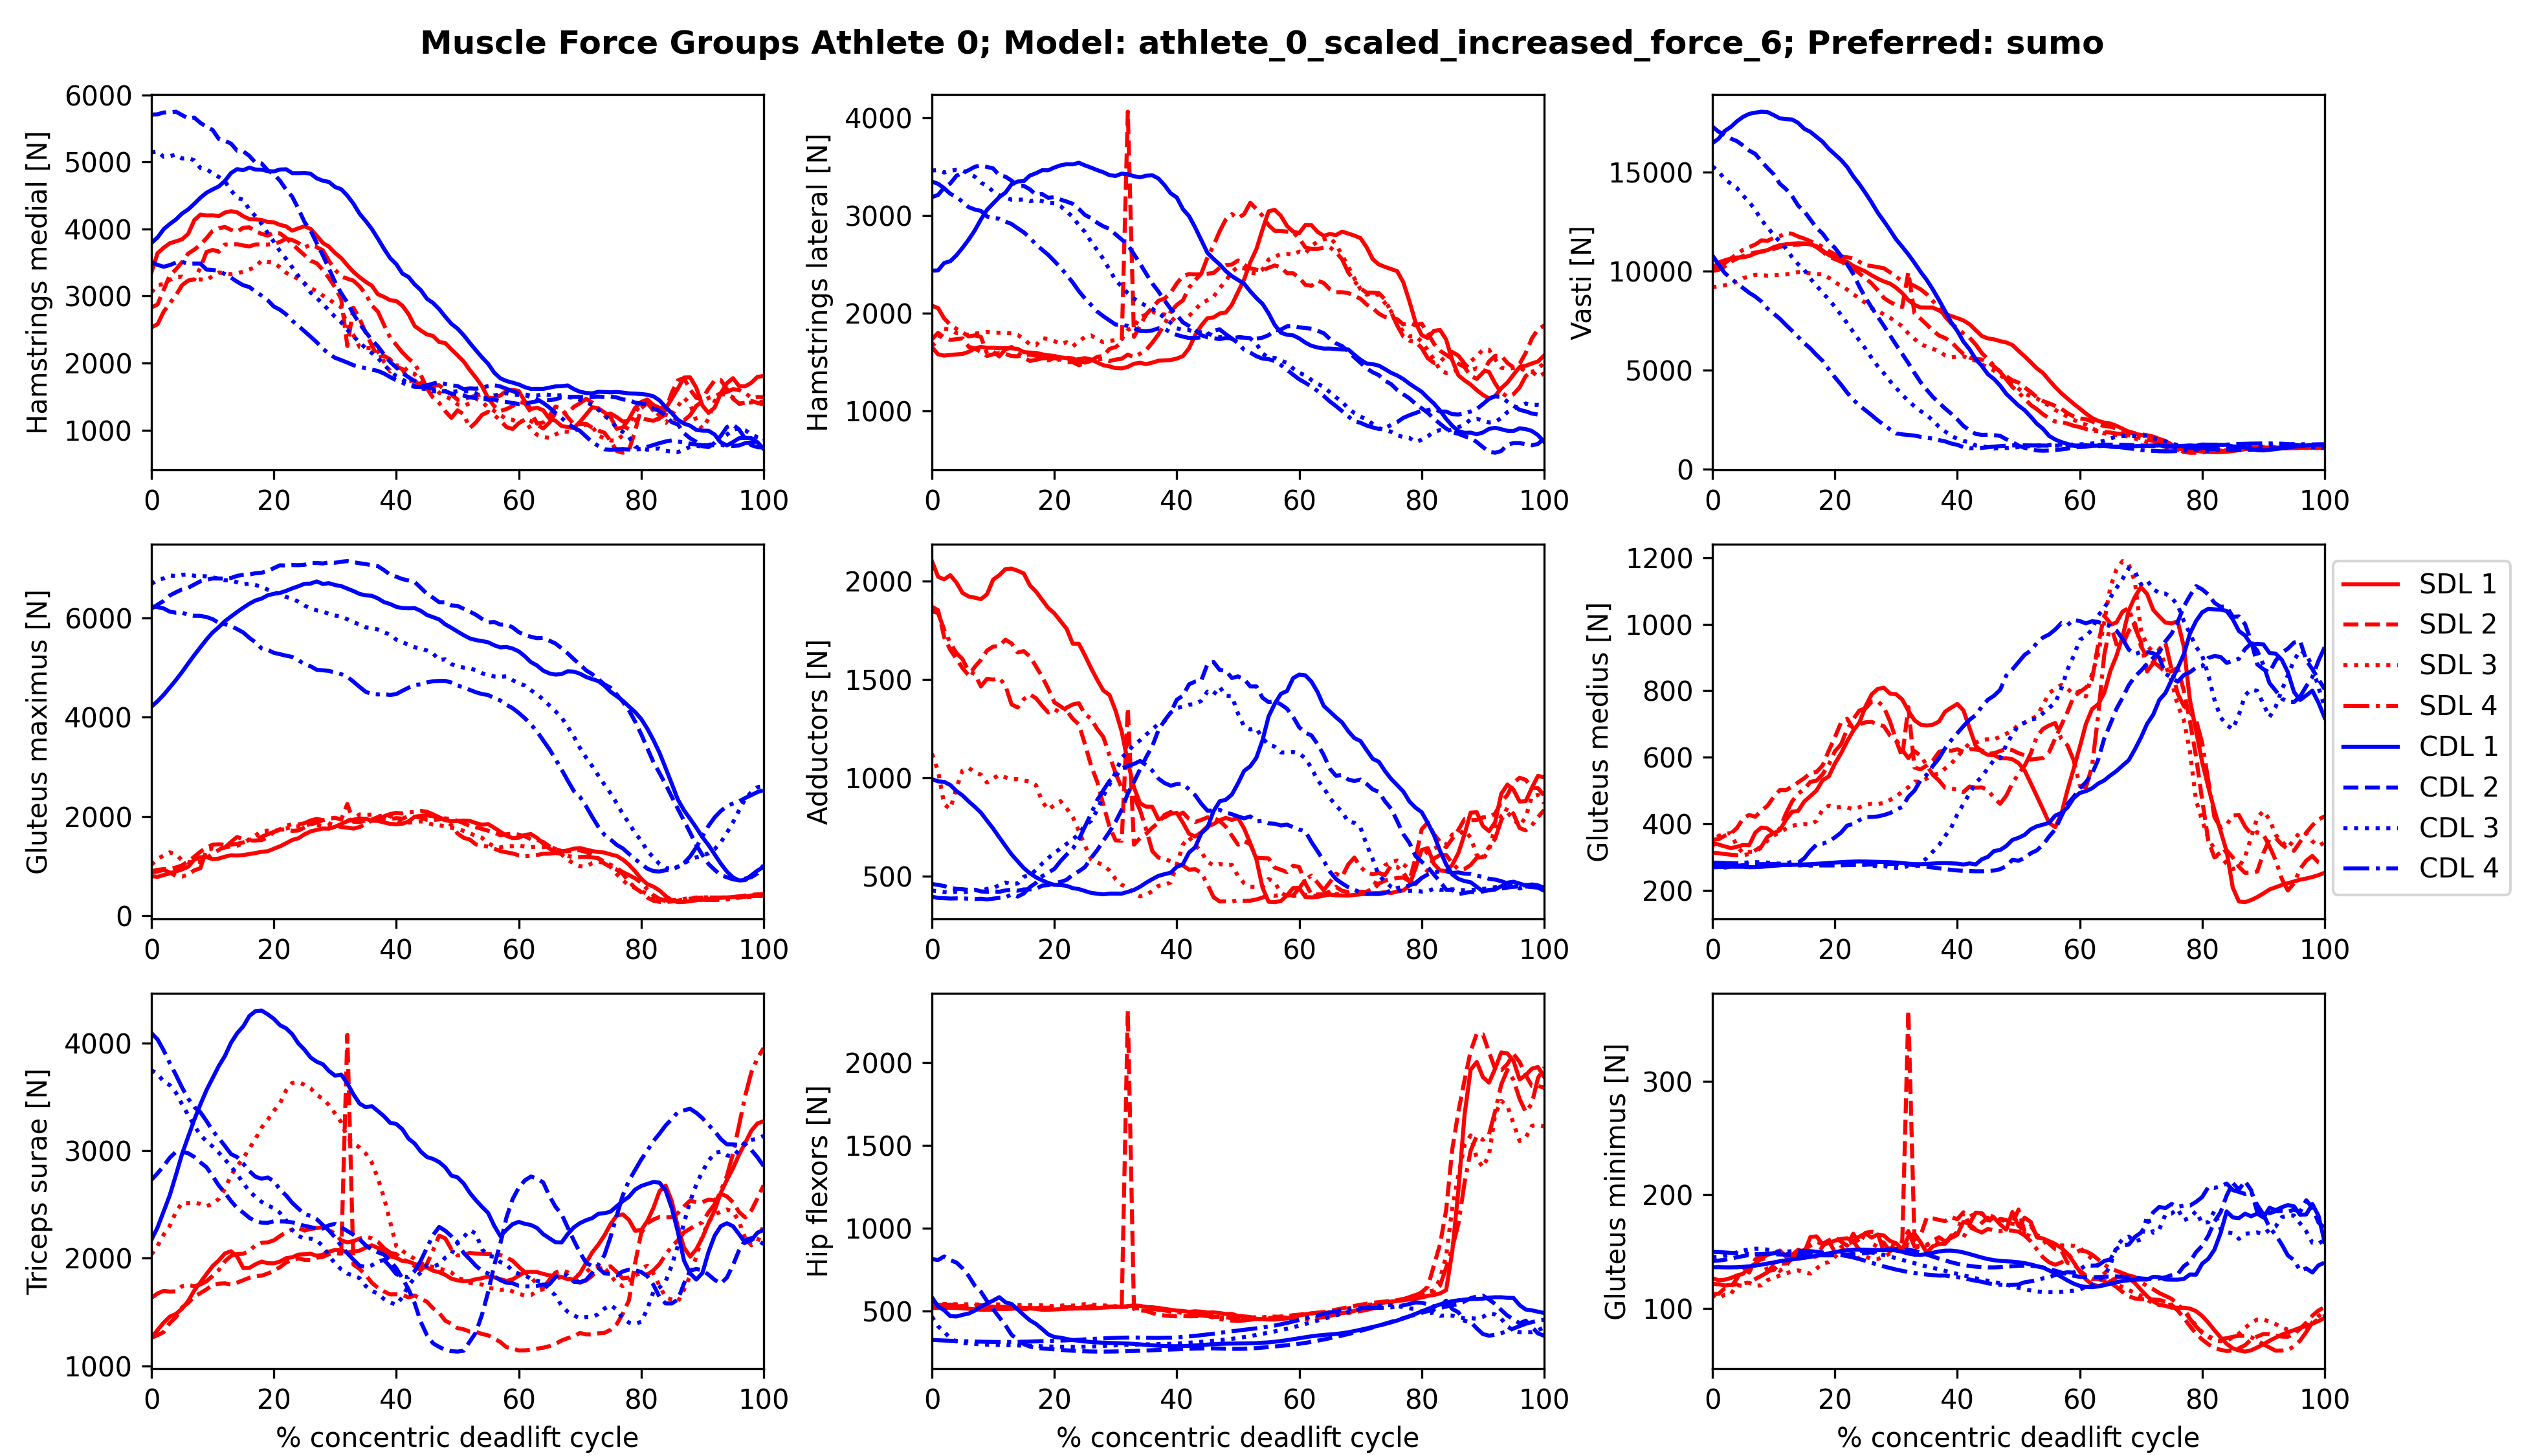 Muscle Force Groups Athlete 0; Model: athlete_0_scaled_increased_force_6; Preferred: sumo
Hamstrings medial [N]
6000
5000
4000
3000
2000
1000
0 20 40 60 80 100
Hamstrings lateral [N]
4000
3000
2000
1000
0 20 40 60 80 100
Vasti [N]
15000
10000
5000
0
0 20 40 60 80 100
Gluteus maximus [N]
6000
4000
2000
0
0 20 40 60 80 100
Adductors [N]
2000
1500
1000
500
0 20 40 60 80 100
Gluteus medius [N]
1200
1000
800
600
400
200
0 20 40 60 80 100
SDL 1
SDL 2
SDL 3
SDL 4
CDL 1
CDL 2
CDL 3
CDL 4
Triceps surae [N]
4000
3000
2000
1000
0 20 40 60 80 100
% concentric deadlift cycle
Hip flexors [N]
2000
1500
1000
500
0 20 40 60 80 100
% concentric deadlift cycle
Gluteus minimus [N]
300
200
100
0 20 40 60 80 100
% concentric deadlift cycle